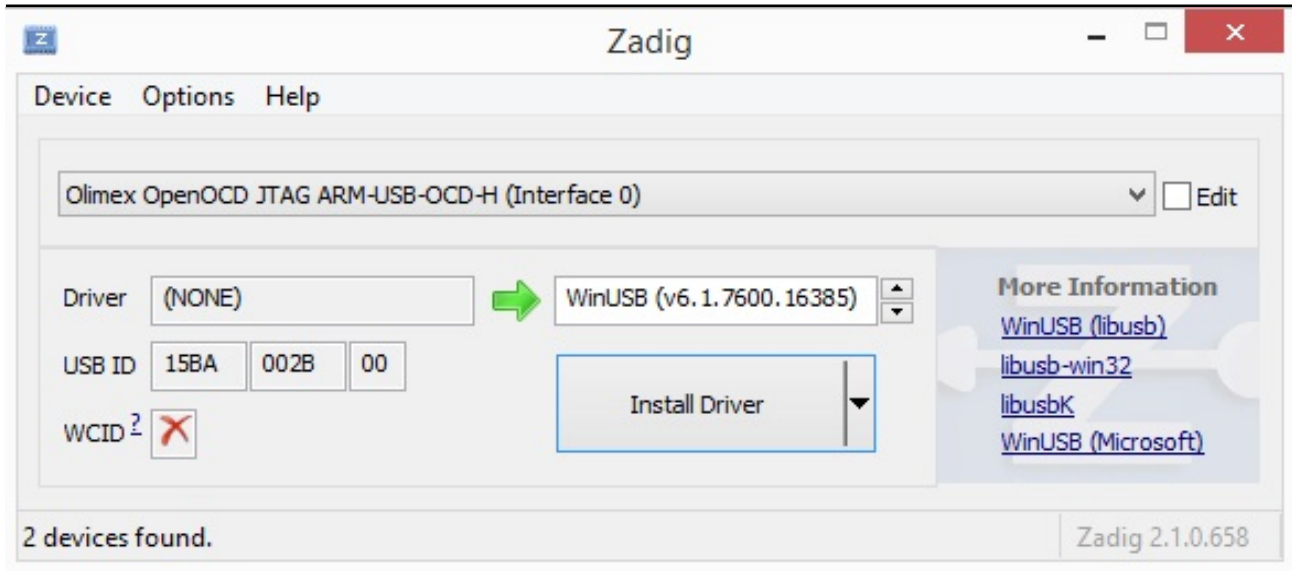 Z
Zadig
Device Options Help
Olimex OpenOCD JTAG ARM-USB-OCD-H (Interface 0)
Edit
Driver (NONE) WinUSB (v6.1.7600.16385)
USB ID 15BA 002B 00
WCID ?
Install Driver
More Information
WinUSB (libusb)
libusb-win32
libusbK
WinUSB (Microsoft)
2 devices found.
Zadig 2.1.0.658